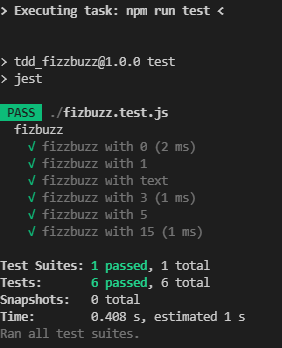 > Executing task: npm run test <
> tdd_fizzbuzz@1.0.0 test
> jest
PASS ./fizbuzz.test.js
fizbuzz
√ fizzbuzz with 0 (2 ms)
√ fizzbuzz with 1
√ fizzbuzz with text
√ fizzbuzz with 3 (1 ms)
√ fizzbuzz with 5
√ fizzbuzz with 15 (1 ms)
Test Suites: 1 passed, 1 total
Tests: 6 passed, 6 total
Snapshots: 0 total
Time: 0.408 s, estimated 1 s
Ran all test suites.